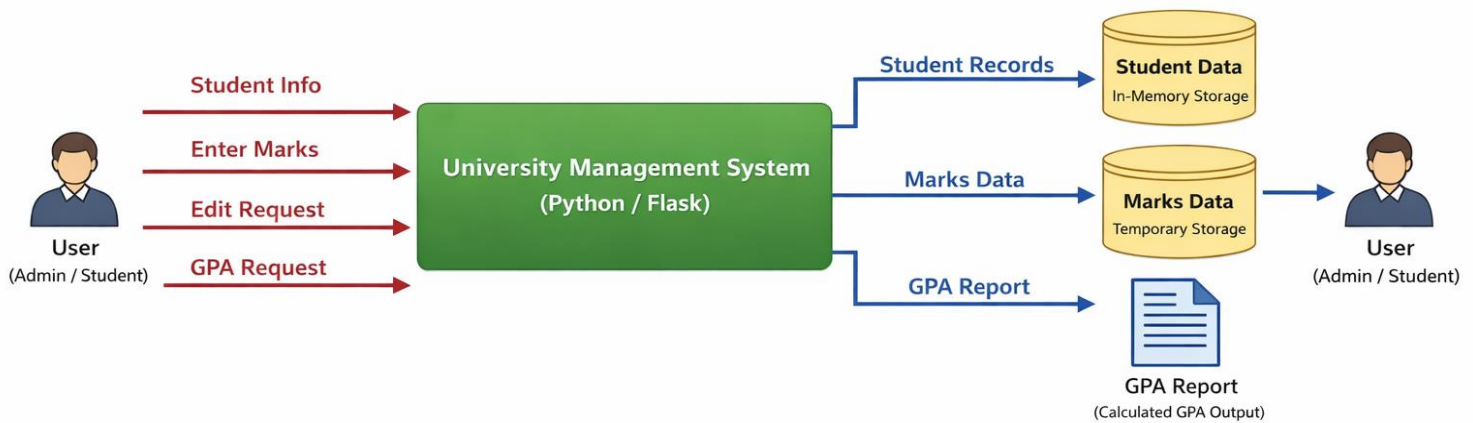 Student Info
Enter Marks
Edit Request
GPA Request
User
(Admin / Student)
University Management System
(Python / Flask)
Student Records
Marks Data
GPA Report
Student Data
In-Memory Storage
Marks Data
Temporary Storage
GPA Report
(Calculated GPA Output)
User
(Admin / Student)